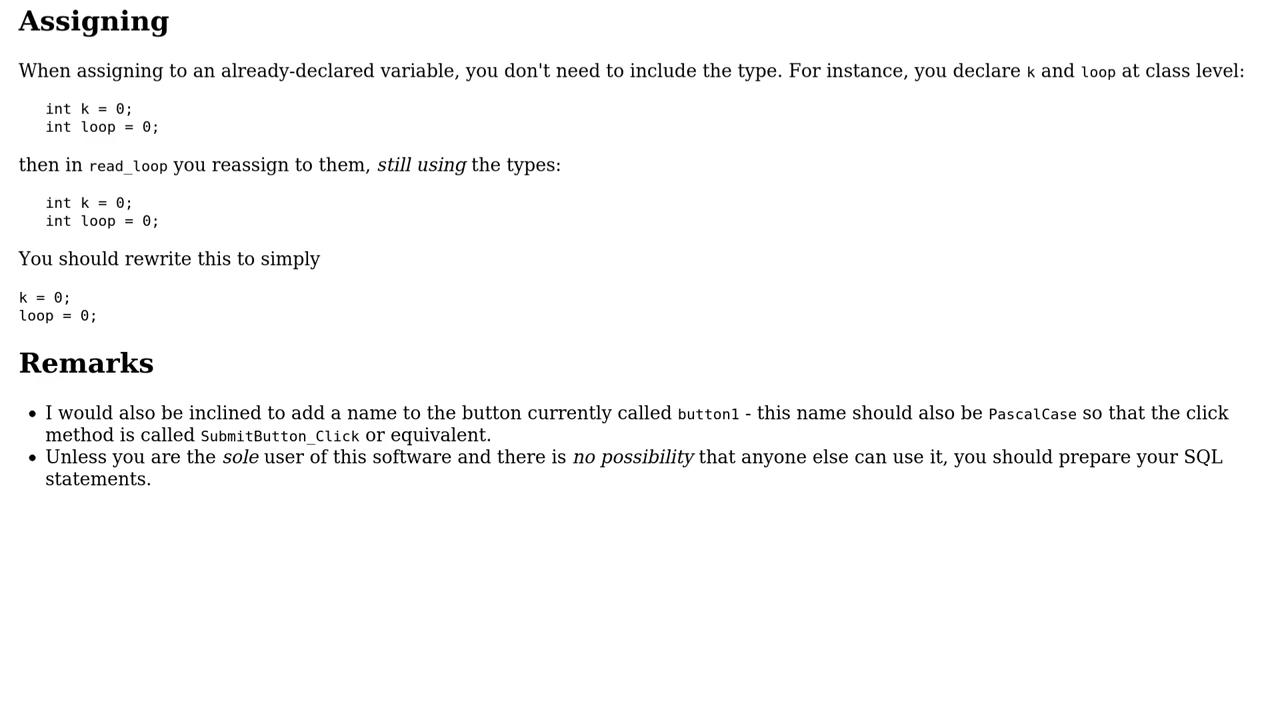 Assigning
When assigning to an already-declared variable, you don't need to include the type. For instance, you declare k and loop at class level:
int k = 0;
int loop = 0;
then in read_loop you reassign to them, still using the types:
int k = 0;
int loop = 0;
You should rewrite this to simply
k = 0;
loop = 0;
Remarks
• I would also be inclined to add a name to the button currently called button1 - this name should also be PascalCase so that the click
method is called SubmitButton_Click or equivalent.
• Unless you are the sole user of this software and there is no possibility that anyone else can use it, you should prepare your SQL
statements.